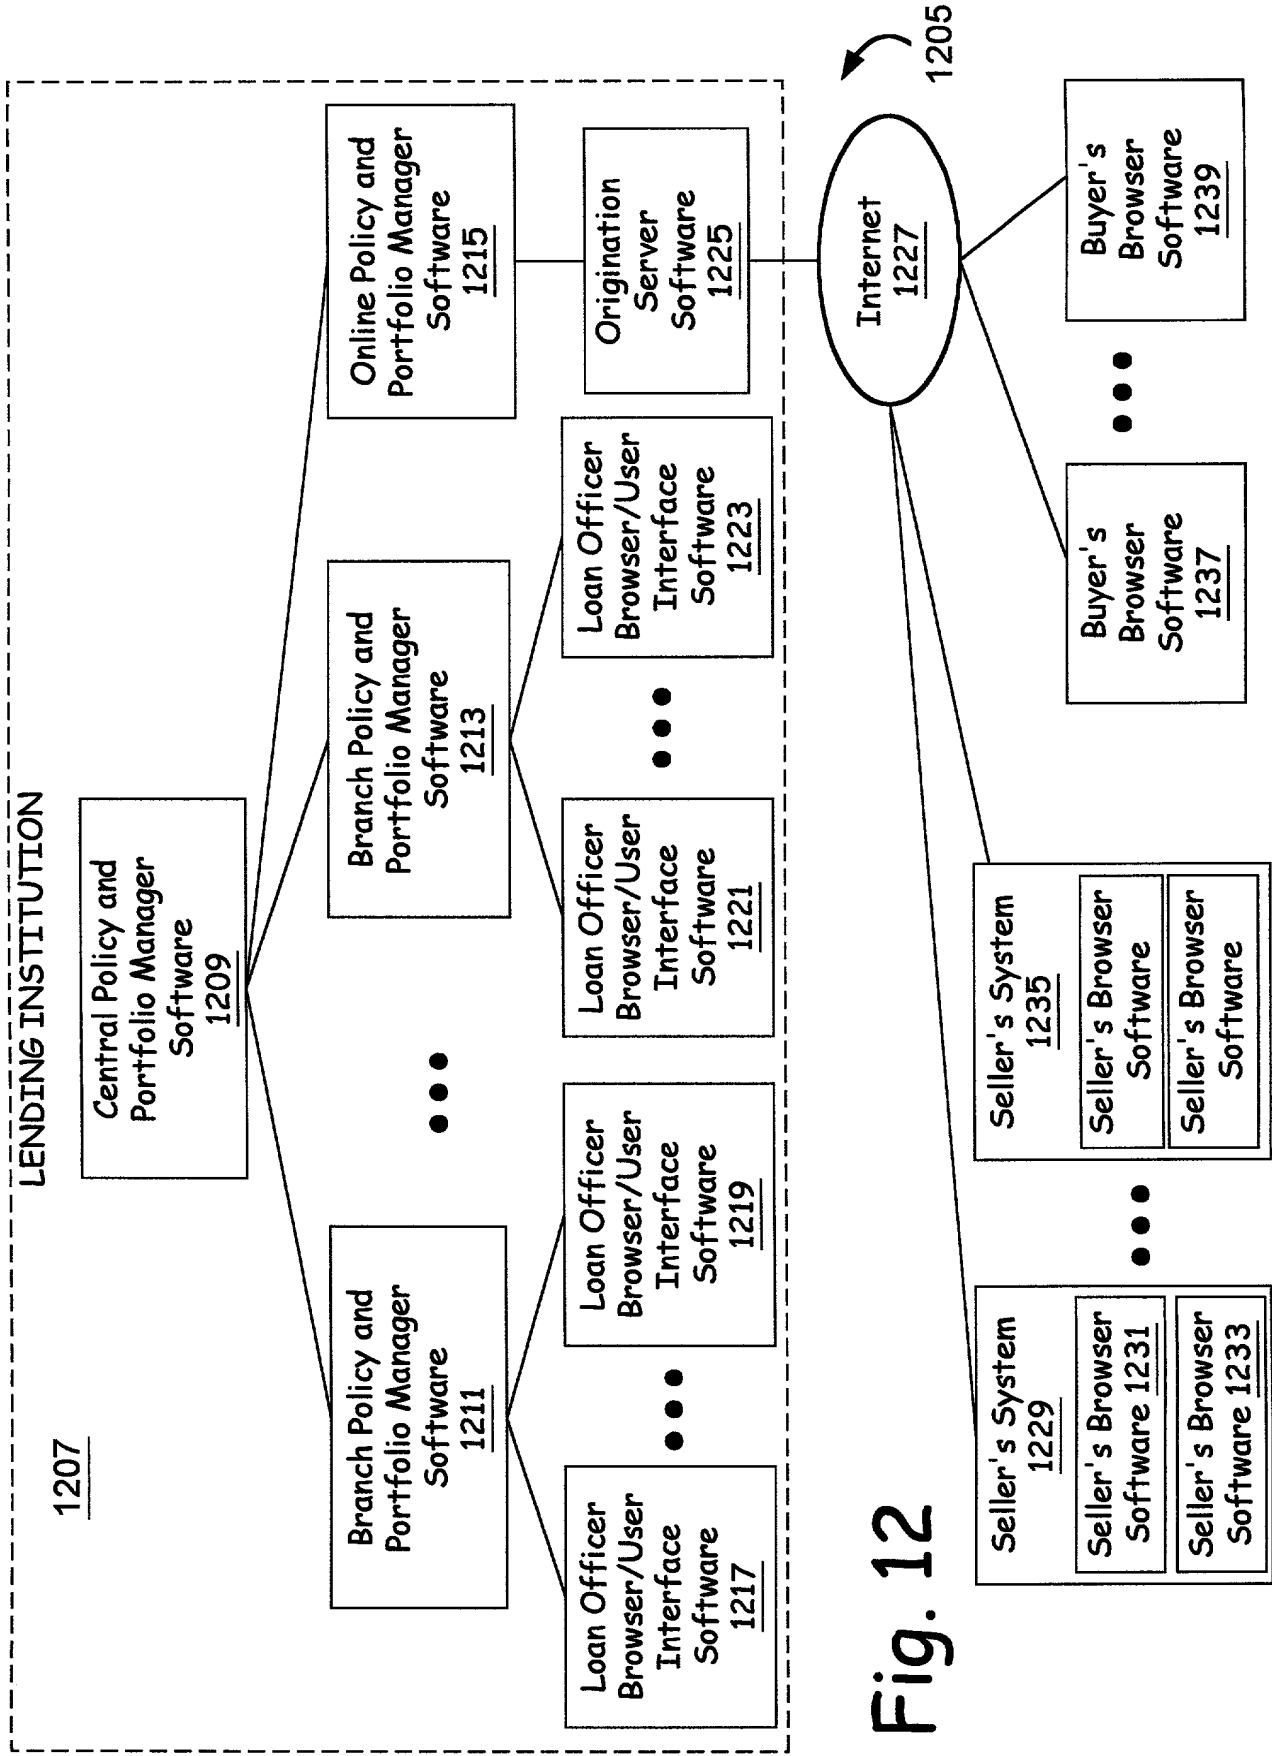 LENDING INSTITUTION
1207
Central Policy and
Portfolio Manager
Software
1209
Branch Policy and
Portfolio Manager
Software
1211
Branch Policy and
Portfolio Manager
Software
1213
Online Policy and
Portfolio Manager
Software
1215
Loan Officer
Browser/User
Interface
Software
1217
Loan Officer
Browser/User
Interface
Software
1219
Loan Officer
Browser/User
Interface
Software
1221
Loan Officer
Browser/User
Interface
Software
1223
Origination
Server
Software
1225
Internet
1227
1205
Seller's System
1229
Seller's Browser
Software 1231
Seller's Browser
Software 1233
Seller's System
1235
Seller's Browser
Software
Seller's Browser
Software
Buyer's
Browser
Software
1237
Buyer's
Browser
Software
1239
Fig. 12